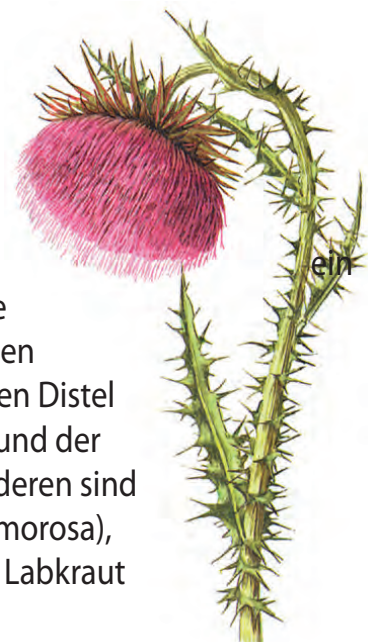 ein
e
en
en Distel
und der
deren sind
morosa),
Labkraut